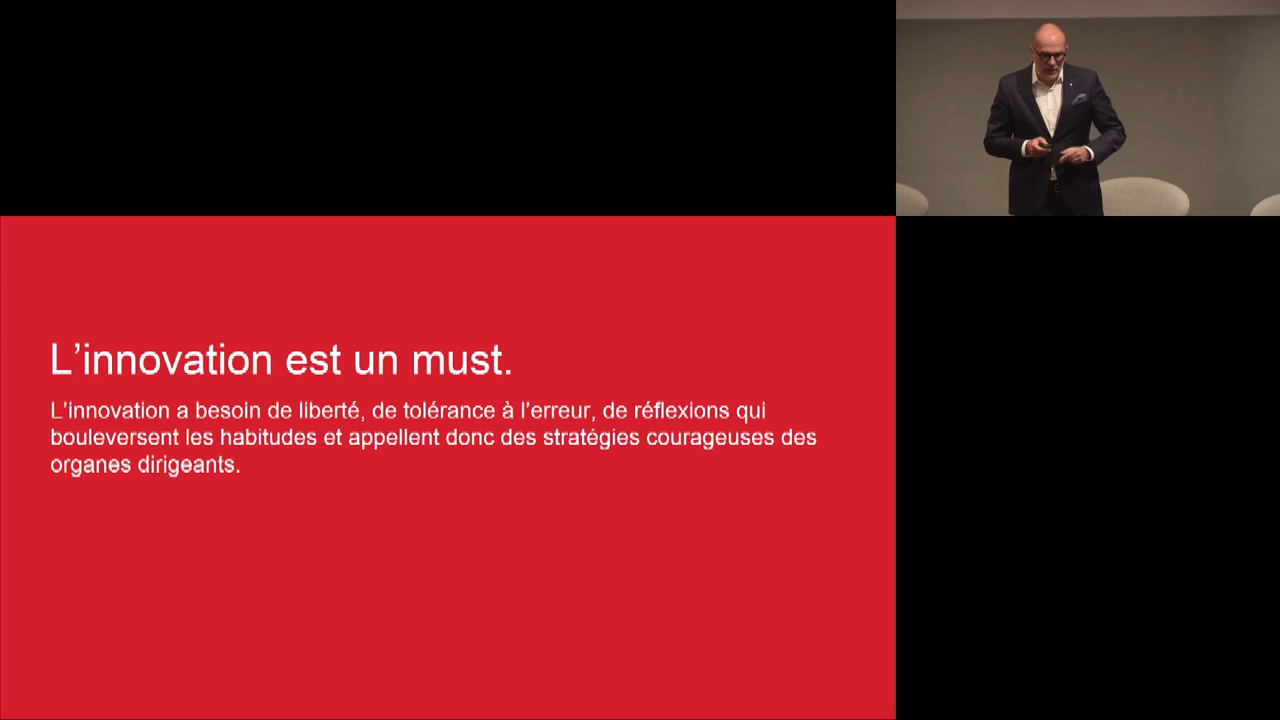 L’innovation est un must.
L’innovation a besoin de liberté, de tolérance à l’erreur, de réflexions qui
bouleversent les habitudes et appellent donc des stratégies courageuses des
organes dirigeants.